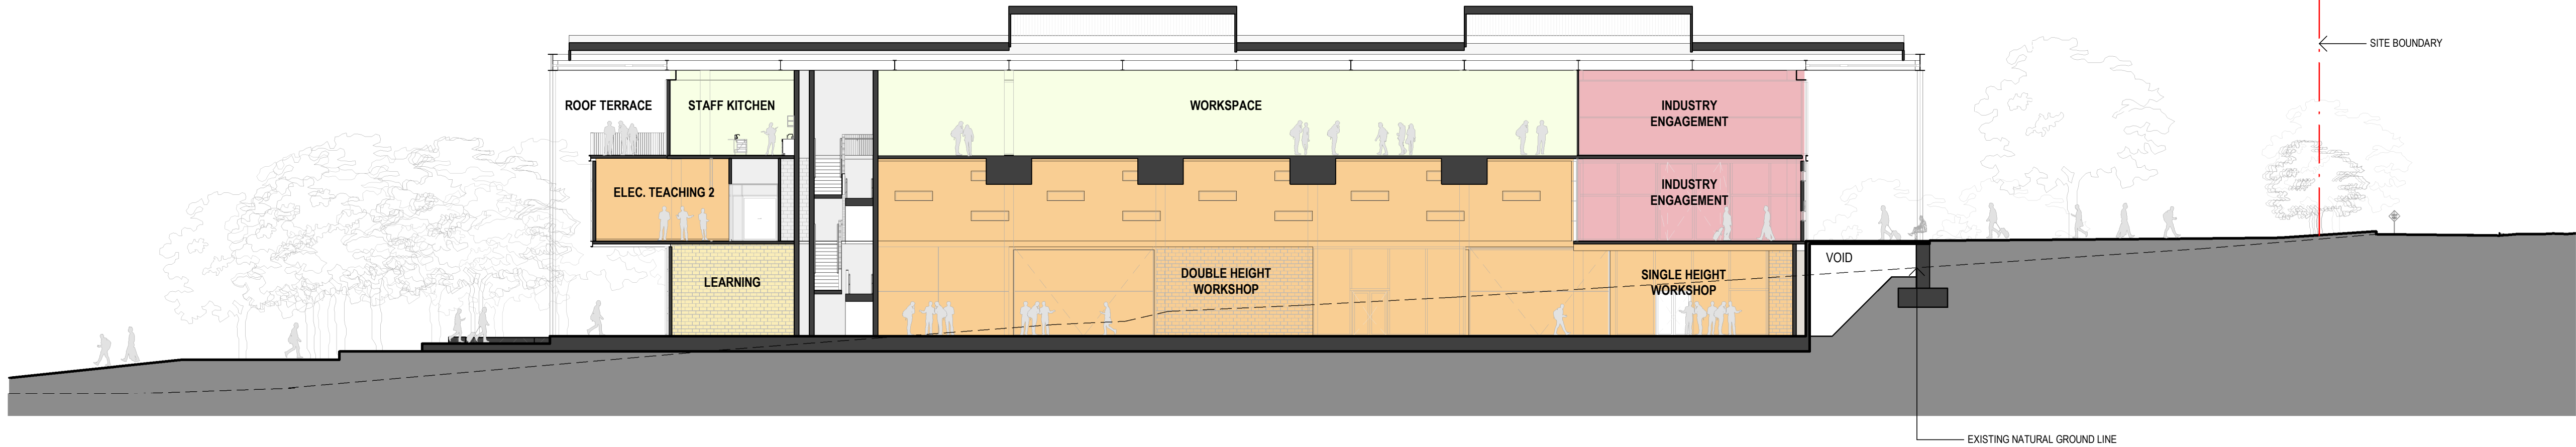 SITE BOUNDARY
ROOF TERRACE
STAFF KITCHEN
WORKSPACE
INDUSTRY
ENGAGEMENT
ELEC. TEACHING 2
INDUSTRY
ENGAGEMENT
LEARNING
DOUBLE HEIGHT
WORKSHOP
SINGLE HEIGHT
WORKSHOP
VOID
EXISTING NATURAL GROUND LINE